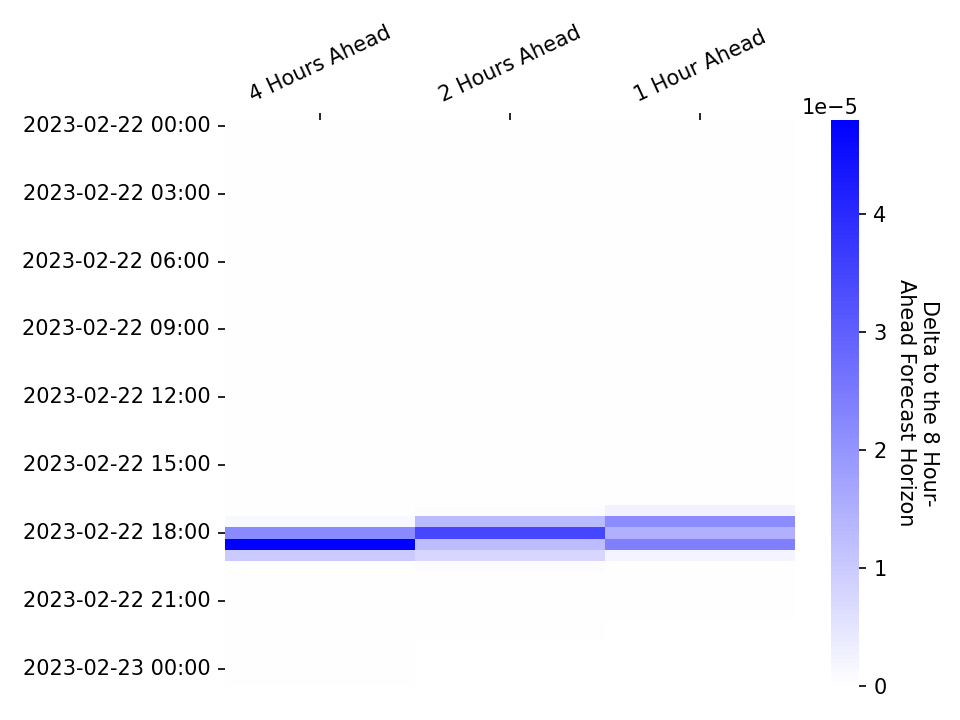 4 Hours Ahead
2 Hours Ahead
1 Hour Ahead
1e−5
2023-02-22 00:00
2023-02-22 03:00
2023-02-22 06:00
2023-02-22 09:00
2023-02-22 12:00
2023-02-22 15:00
2023-02-22 18:00
2023-02-22 21:00
2023-02-23 00:00
4
3
2
1
0
Delta to the 8 Hour-
Ahead Forecast Horizon